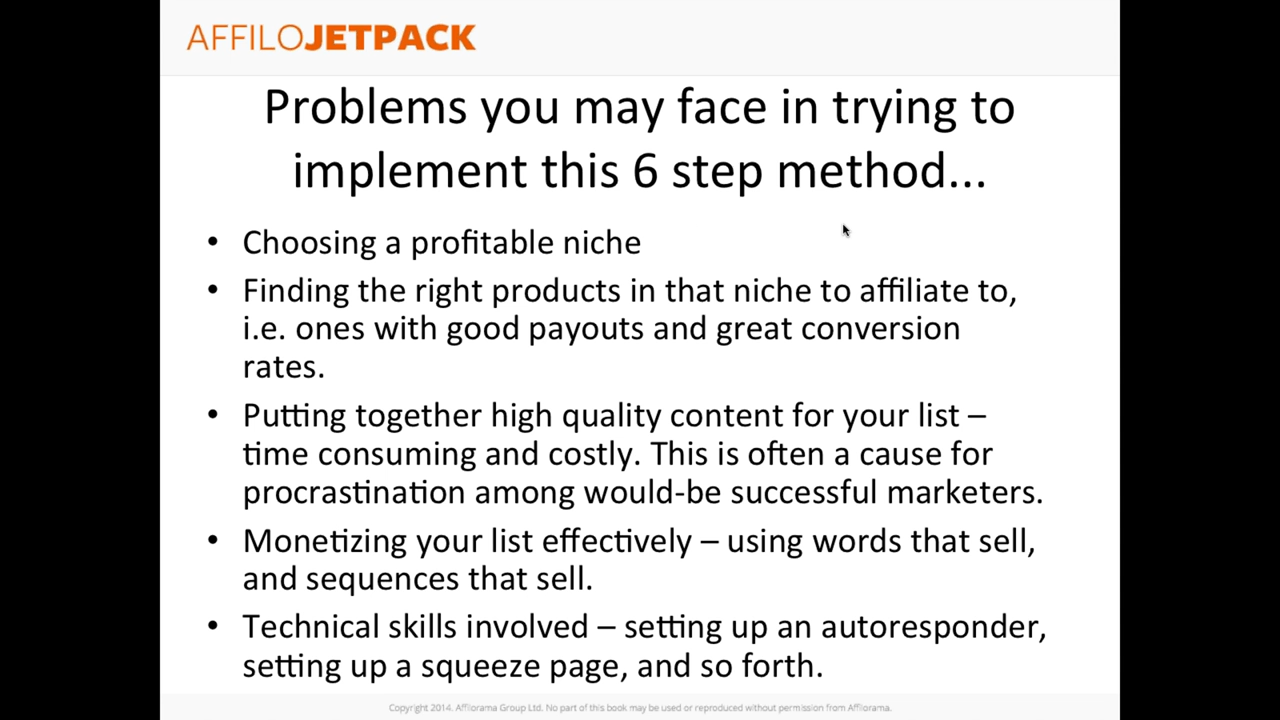 AFFILOJETPACK
Problems you may face in trying to
implement this 6 step method...
• Choosing a profitable niche
• Finding the right products in that niche to affiliate to,
i.e. ones with good payouts and great conversion
rates.
• Putting together high quality content for your list –
time consuming and costly. This is often a cause for
procrastination among would-be successful marketers.
• Monetizing your list effectively – using words that sell,
and sequences that sell.
• Technical skills involved – setting up an autoresponder,
setting up a squeeze page, and so forth.
Copyright 2014. Affilorama Group Ltd. No part of this book may be used or reproduced without permission from Affilorama.